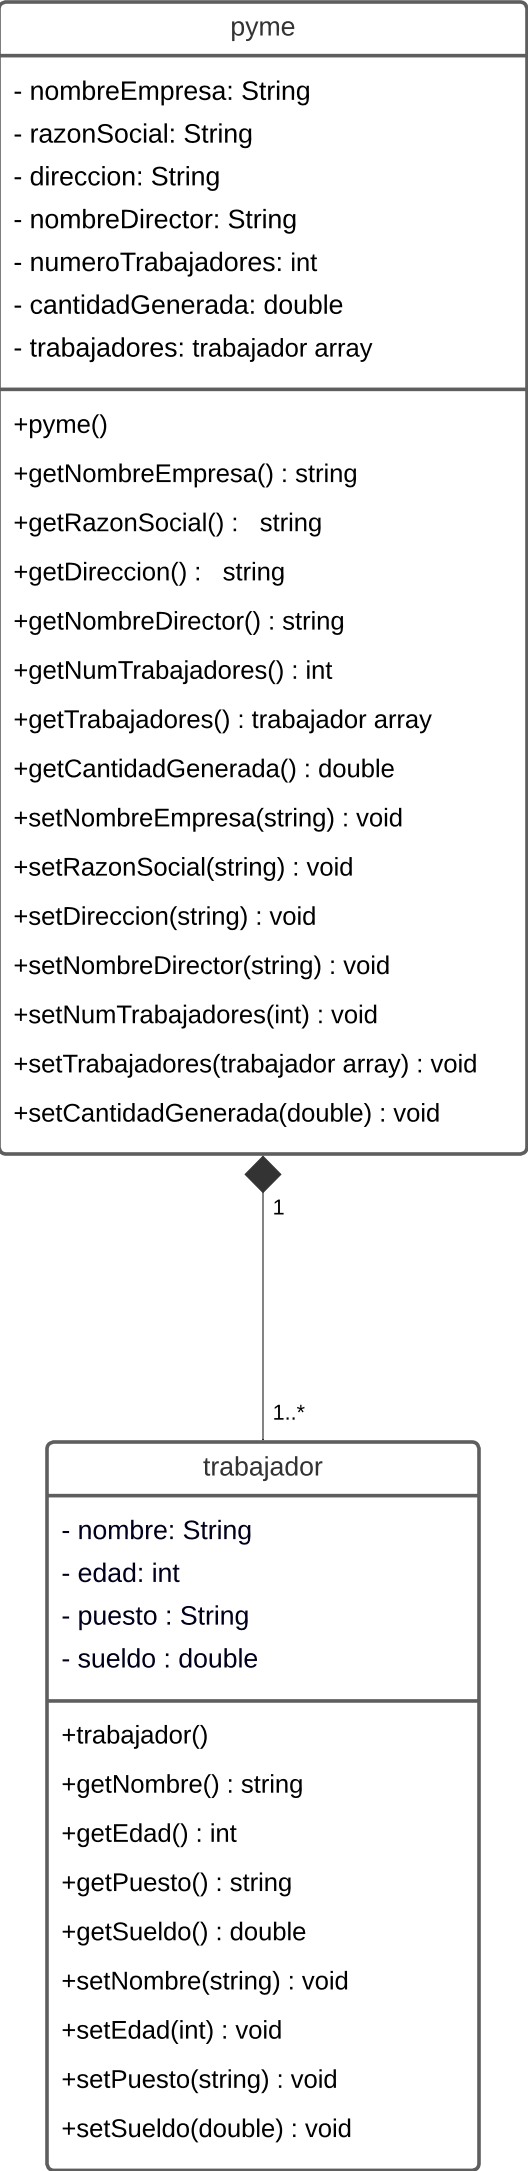 pyme
- nombreEmpresa: String
- razonSocial: String
- direccion: String
- nombreDirector: String
- numeroTrabajadores: int
- cantidadGenerada: double
- trabajadores: trabajador array
+pyme()
+getNombreEmpresa() : string
+getRazonSocial() :   string
+getDireccion() :   string
+getNombreDirector() : string
+getNumTrabajadores() : int
+getTrabajadores() : trabajador array
+getCantidadGenerada() : double
+setNombreEmpresa(string) : void
+setRazonSocial(string) : void
+setDireccion(string) : void
+setNombreDirector(string) : void
+setNumTrabajadores(int) : void
+setTrabajadores(trabajador array) : void
+setCantidadGenerada(double) : void
1
1..*
trabajador
- nombre: String
- edad: int
- puesto : String
- sueldo : double
+trabajador()
+getNombre() : string
+getEdad() : int
+getPuesto() : string
+getSueldo() : double
+setNombre(string) : void
+setEdad(int) : void
+setPuesto(string) : void
+setSueldo(double) : void